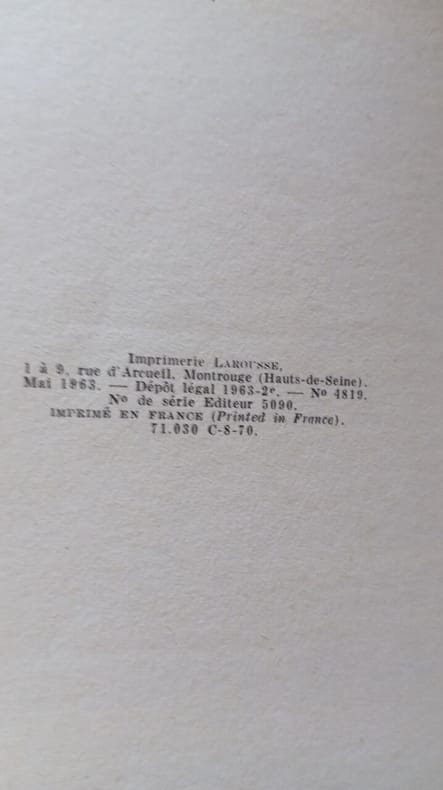 Imprimerie LAROUSSE,
1 à 9, rue d'Arcueil, Montrouge (Hauts-de-Seine).
Mai 1963. — Dépôt légal 1963-2e. — No 4819.
No de série Editeur 5090.
IMPRIMÉ EN FRANCE (Printed in France).
71.030 C-8-70.